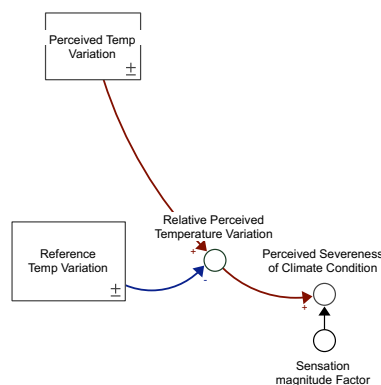 Perceived Temp
Variation
±
Relative Perceived
Temperature Variation
+
-
Reference
Temp Variation
±
Perceived Severeness
of Climate Condition
+
Sensation
magnitude Factor